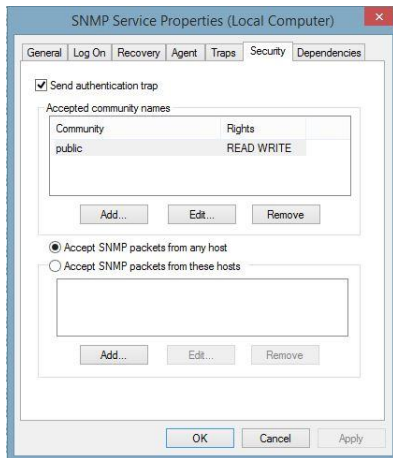 SNMP Service Properties (Local Computer)
General Log On Recovery Agent Traps Security Dependencies
Send authentication trap
Accepted community names
Community Rights
public READ WRITE
Add... Edit... Remove
Accept SNMP packets from any host
Accept SNMP packets from these hosts
Add... Edit... Remove
OK Cancel Apply